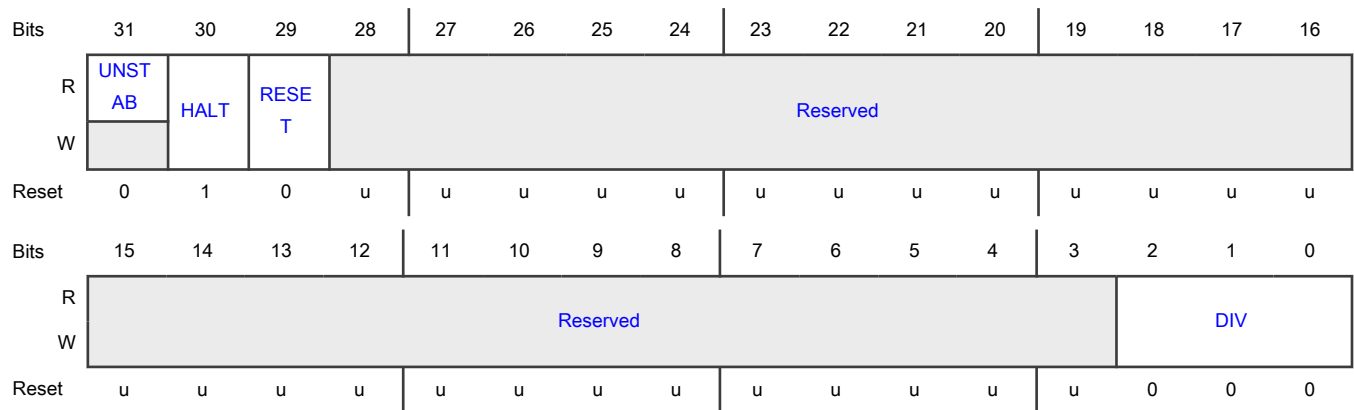 Bits 31 30 29 28 27 26 25 24 23 22 21 20 19 18 17 16
R UNST
AB HALT RESE
T Reserved
W
Reset 0 1 0 u u u u u u u u u u u u u
Bits 15 14 13 12 11 10 9 8 7 6 5 4 3 2 1 0
R Reserved DIV
W
Reset u u u u u u u u u u u u u 0 0 0